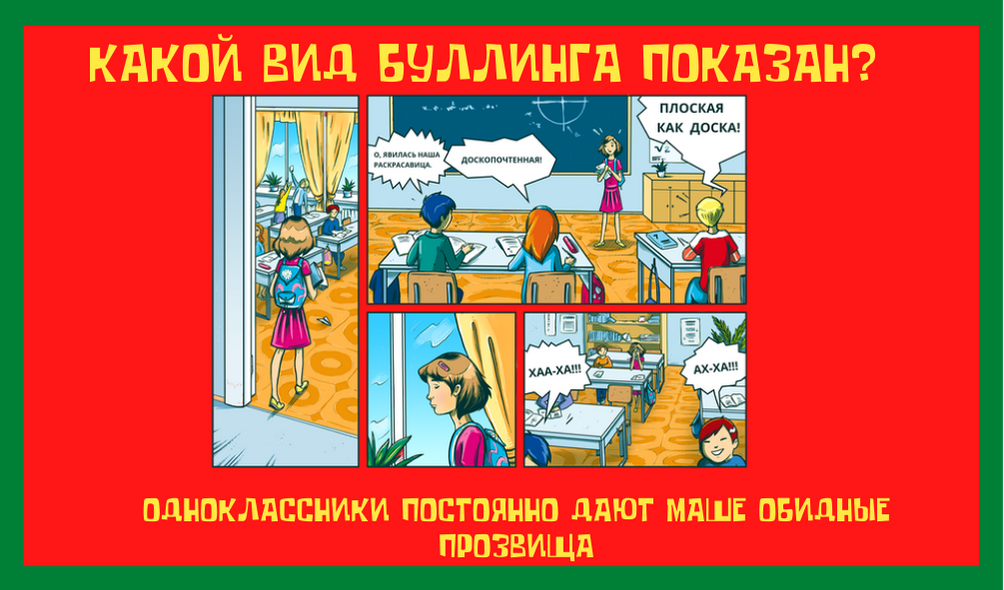 КАКОЙ ВИД БУЛЛИНГА ПОКАЗАН?
О, ЯВИЛАСЬ НАША
РАСКРАСАВИЦА.
ДОСКОПОЧТЕННАЯ!
ПЛОСКАЯ
КАК ДОСКА!
ХАА-ХА!!!
АХ-ХА!!!
ОДНОКЛАССНИКИ ПОСТОЯННО ДАЮТ МАШЕ ОБИДНЫЕ
ПРОЗВИЩА